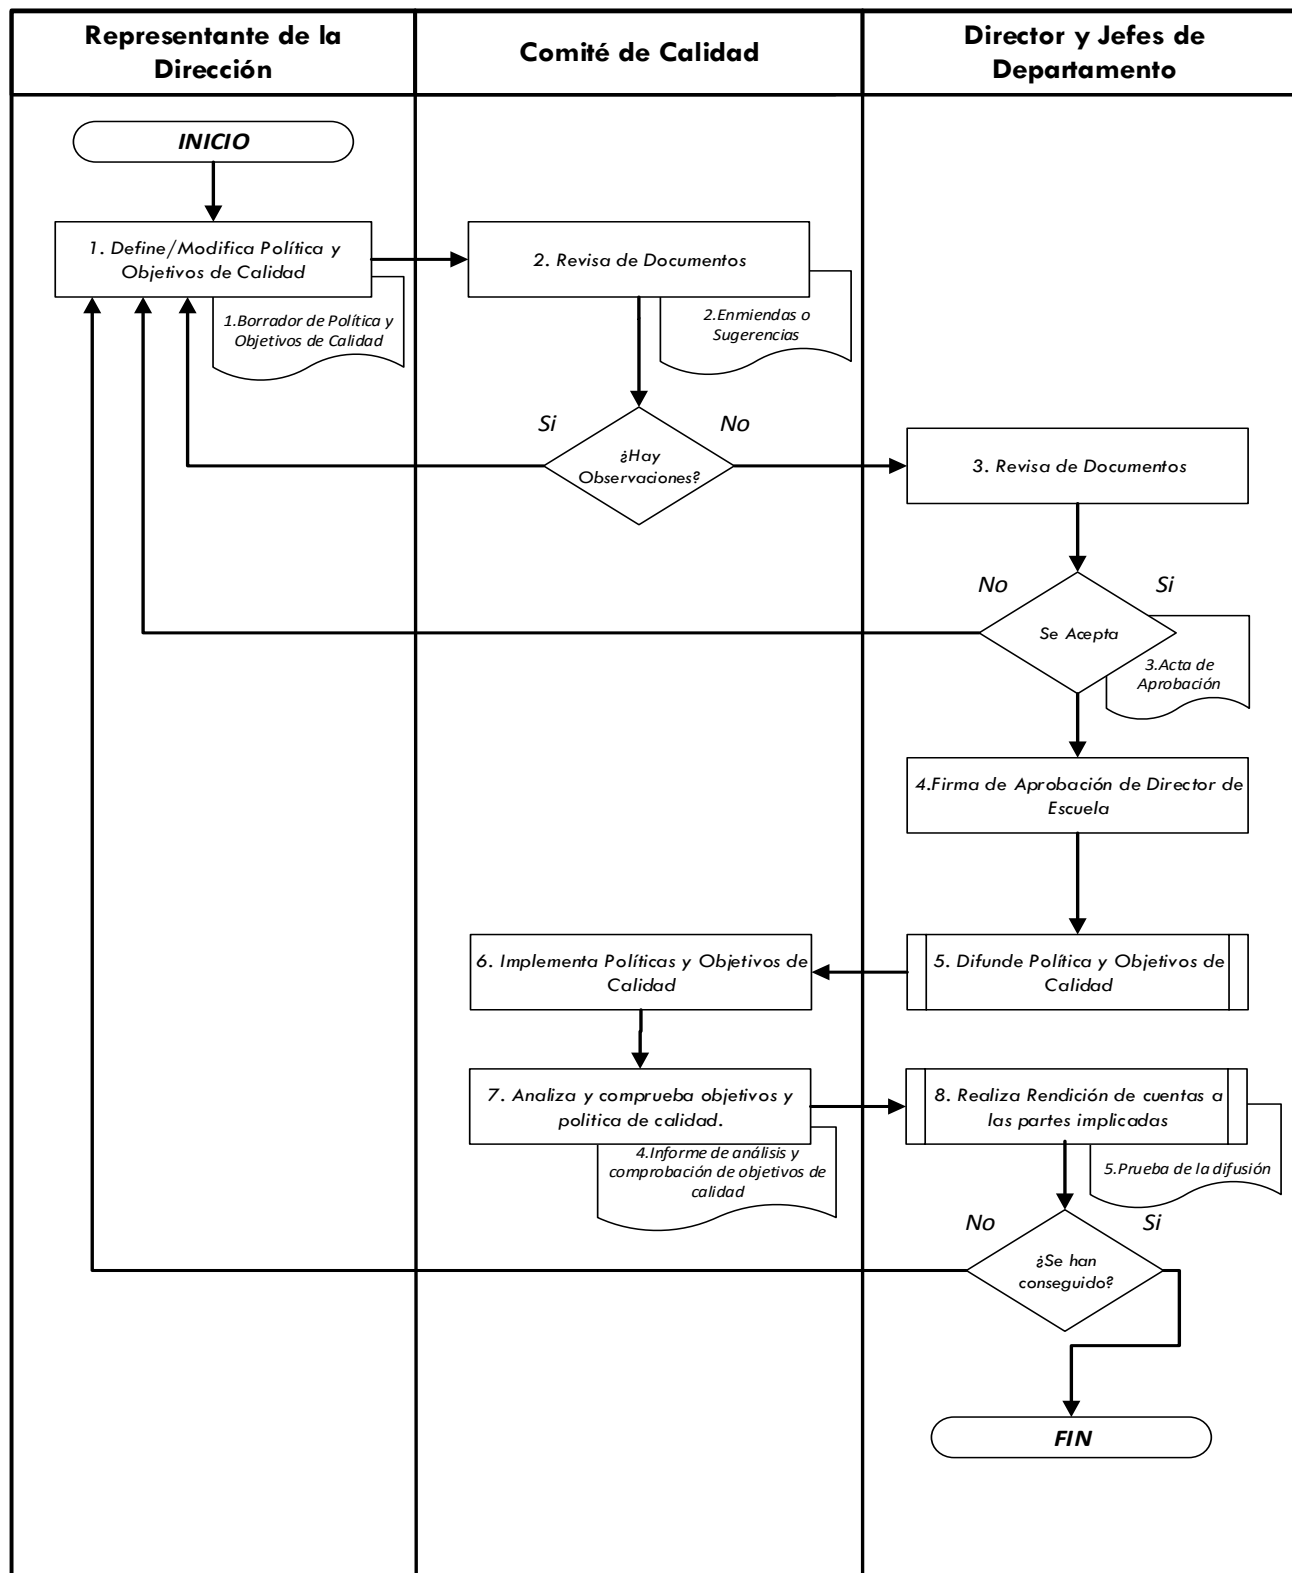 Representante de la
Dirección
Comité de Calidad
Director y Jefes de
Departamento
INICIO
1. Define/Modifica Política y
Objetivos de Calidad
1.Borrador de Política y
Objetivos de Calidad
2. Revisa de Documentos
2.Enmiendas o
Sugerencias
Si
No
¿Hay
Observaciones?
3. Revisa de Documentos
No
Si
Se Acepta
3.Acta de
Aprobación
4.Firma de Aprobación de Director de
Escuela
5. Difunde Política y Objetivos de
Calidad
6. Implementa Políticas y Objetivos de
Calidad
7. Analiza y comprueba objetivos y
politica de calidad.
4.Informe de análisis y
comprobación de objetivos de
calidad
8. Realiza Rendición de cuentas a
las partes implicadas
5.Prueba de la difusión
No
Si
¿Se han
conseguido?
FIN